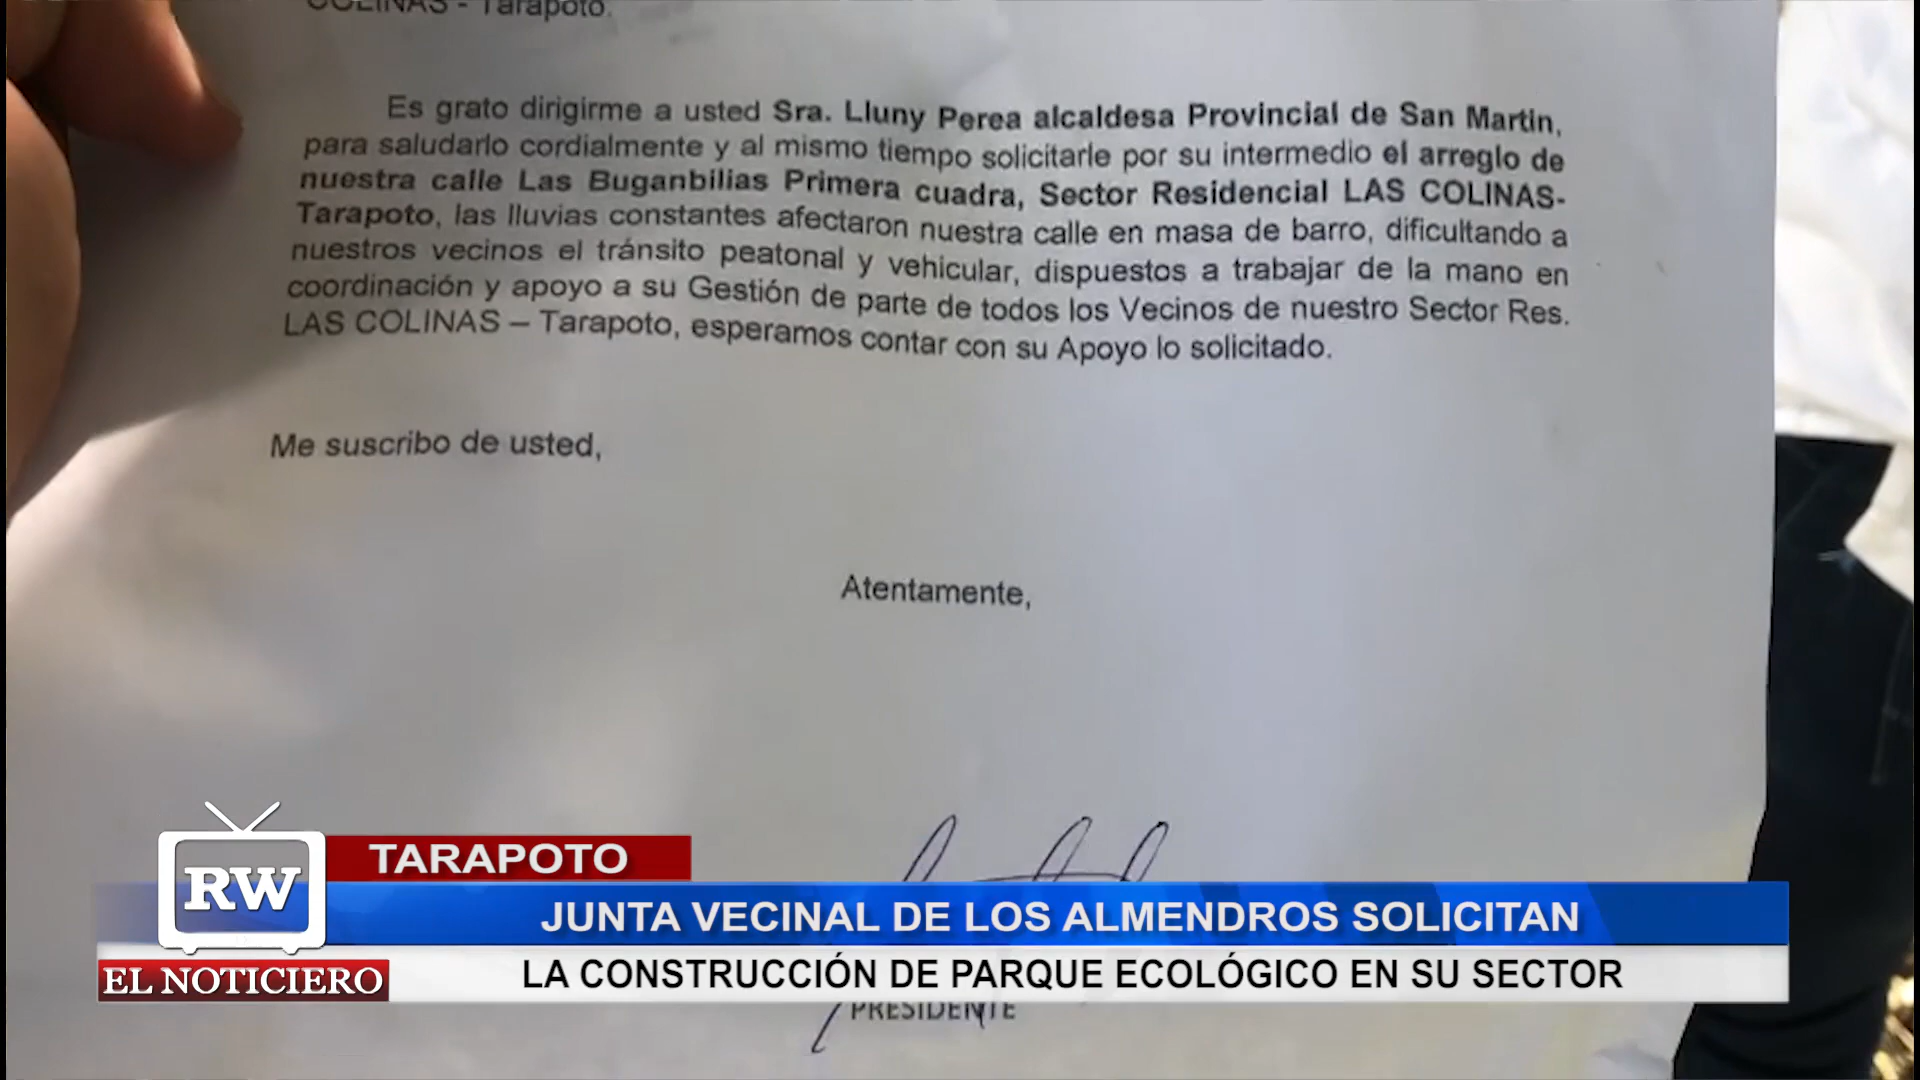 COLINAS - Tarapoto.
Es grato dirigirme a usted Sra. Lluny Perea alcaldesa Provincial de San Martin,
para saludarlo cordialmente y al mismo tiempo solicitarle por su intermedio el arreglo de
nuestra calle Las Buganbilias Primera cuadra, Sector Residencial LAS COLINAS-
Tarapoto, las lluvias constantes afectaron nuestra calle en masa de barro, dificultando a
nuestros vecinos el tránsito peatonal y vehicular, dispuestos a trabajar de la mano en
coordinación y apoyo a su Gestión de parte de todos los Vecinos de nuestro Sector Res.
LAS COLINAS – Tarapoto, esperamos contar con su Apoyo lo solicitado.
Me suscribo de usted,
Atentamente,
TARAPOTO
RW
JUNTA VECINAL DE LOS ALMENDROS SOLICITAN
EL NOTICIERO
LA CONSTRUCCIÓN DE PARQUE ECOLÓGICO EN SU SECTOR
PRESIDENTE